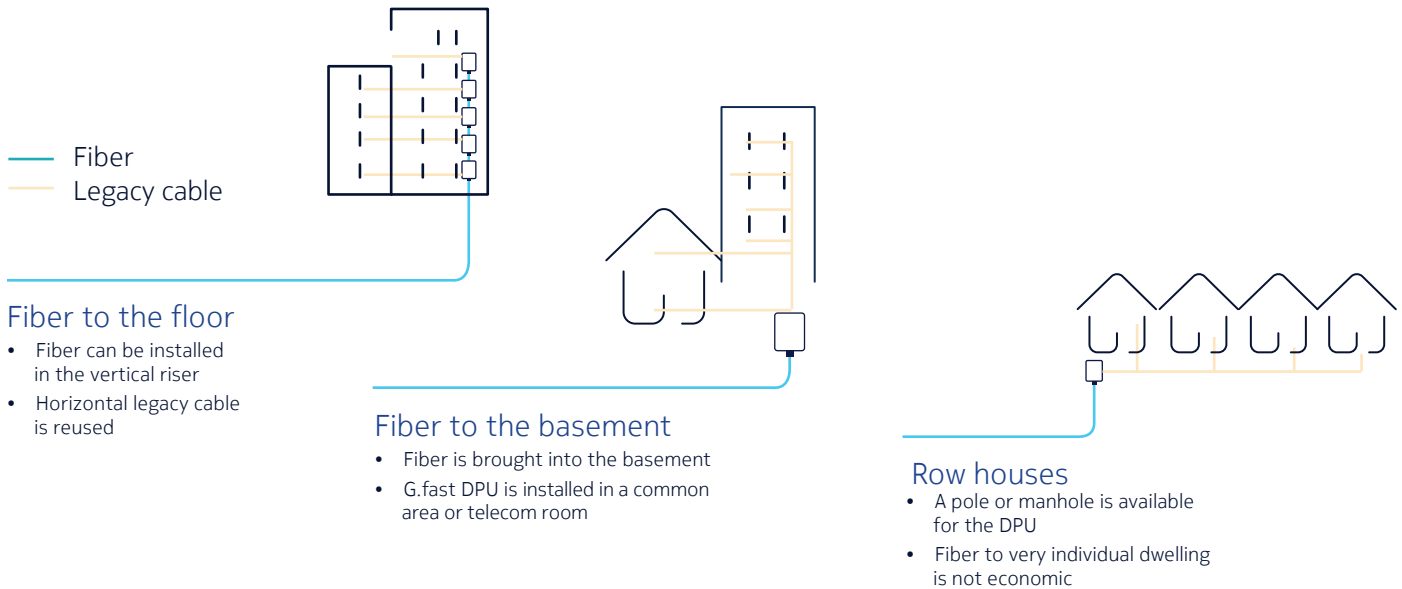 Fiber
Legacy cable
Fiber to the floor
• Fiber can be installed
in the vertical riser
• Horizontal legacy cable
is reused
Fiber to the basement
• Fiber is brought into the basement
• G.fast DPU is installed in a common
area or telecom room
Row houses
• A pole or manhole is available
for the DPU
• Fiber to very individual dwelling
is not economic